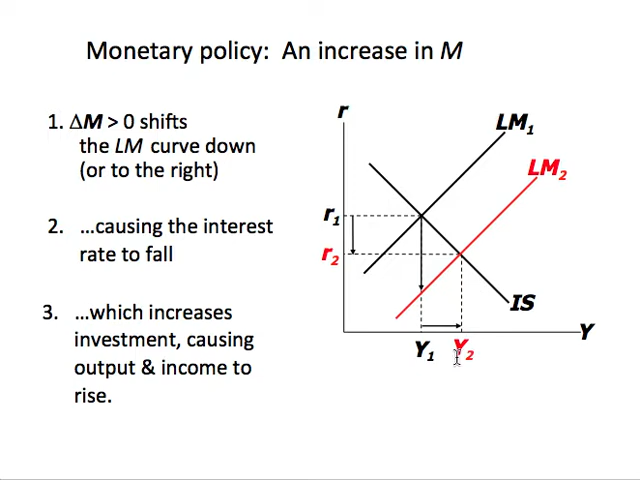 Monetary policy:  An increase in M
1. ΔM > 0 shifts
the LM curve down
(or to the right)
2. …causing the interest
rate to fall
3. …which increases
investment, causing
output & income to
rise.
r
LM1
LM2
r1
r2
IS
Y
Y1 Y2